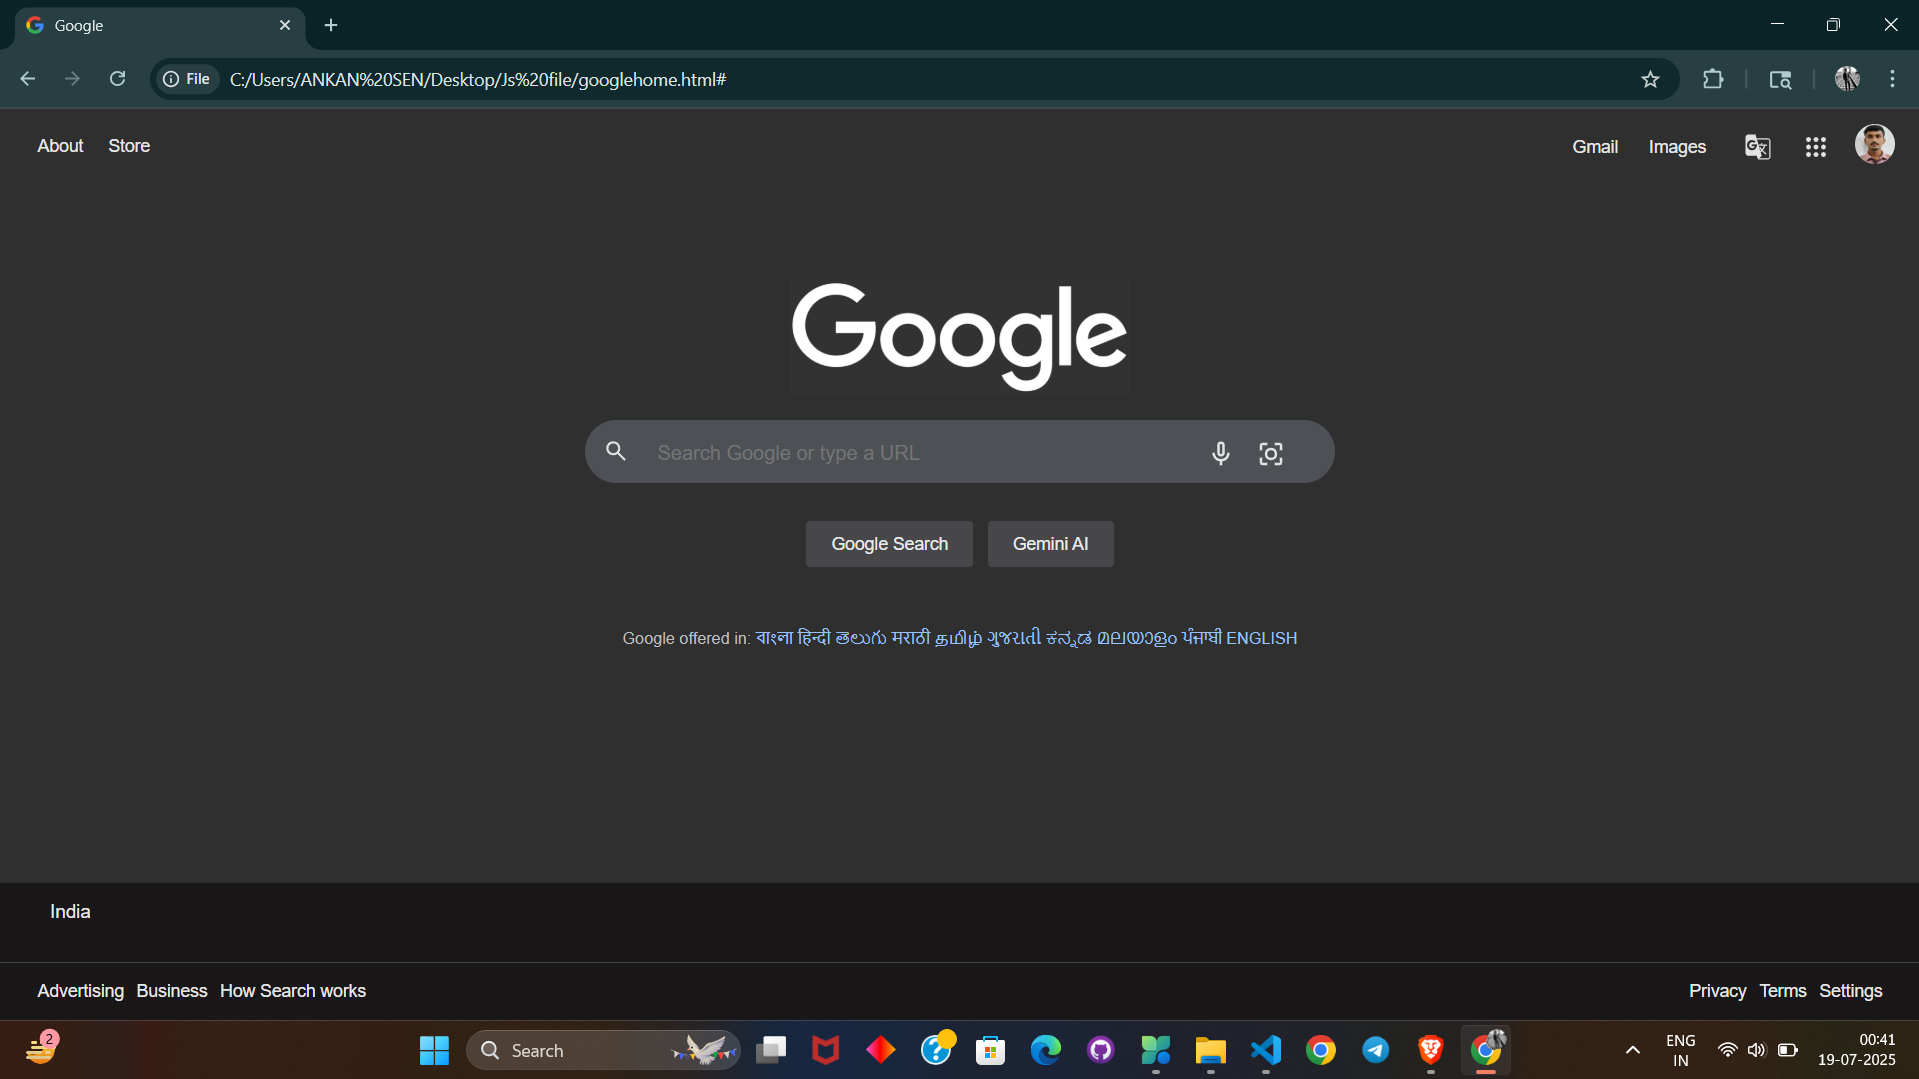 Google
File C:/Users/ANKAN%20SEN/Desktop/Js%20file/googlehome.html#
About Store Gmail Images
Google
Search Google or type a URL
Google Search Gemini AI
Google offered in: বাংলা हिन्दी తెలుగు मराठी தமிழ் ગુજરાતી ಕನ್ನಡ മലയാളം ਪੰਜਾਬੀ ENGLISH
India
Advertising Business How Search works Privacy Terms Settings
2 Search ENG 00:41
IN 19-07-2025